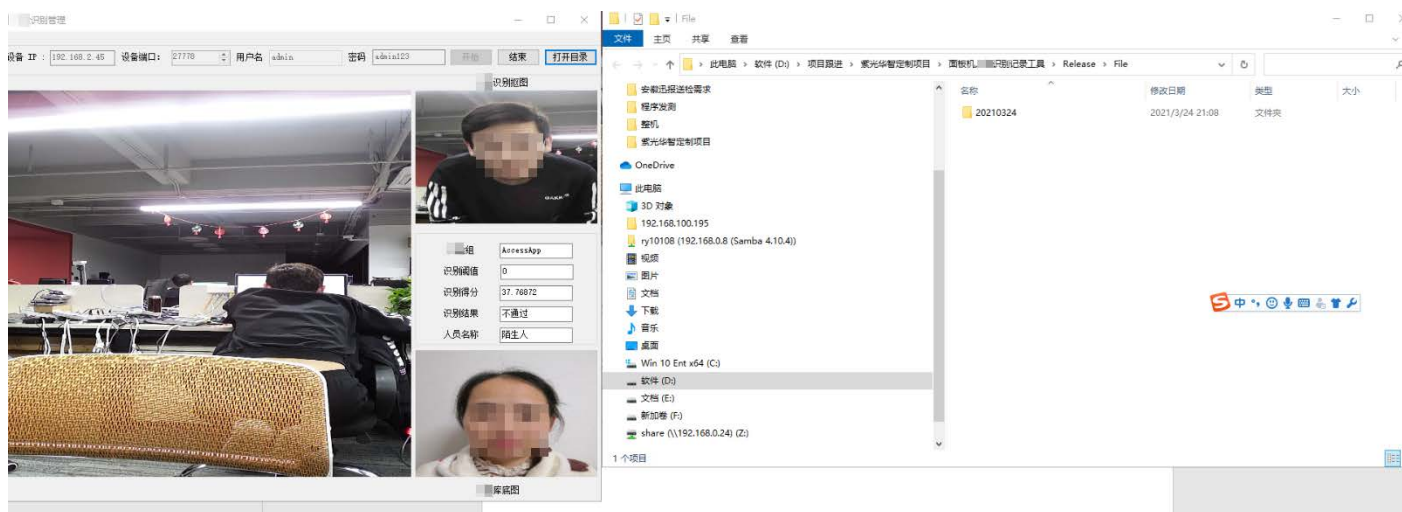 识别管理
设备 IP : 192.168.2.45 设备端口: 27778 用户名 admin 密码 admin123 开始 结束 打开目录
识别抠图
组 AccessApp
识别阈值 0
识别得分 37.76872
识别结果 不通过
人员名称 陌生人
库底图
File
文件 主页 共享 查看
此电脑 › 软件 (D:) › 项目跟进 › 紫光华智定制项目 › 面板机 识别记录工具 › Release › File
安徽迅报送检需求
程序发测
整机
紫光华智定制项目
OneDrive
此电脑
3D 对象
192.168.100.195
ry10108 (192.168.0.8 (Samba 4.10.4))
视频
图片
文档
下载
音乐
桌面
Win 10 Ent x64 (C:)
软件 (D:)
文档 (E:)
新加卷 (F:)
share (\\192.168.0.24) (Z:)
名称 修改日期 类型 大小
20210324 2021/3/24 21:08 文件夹
中
1 个项目